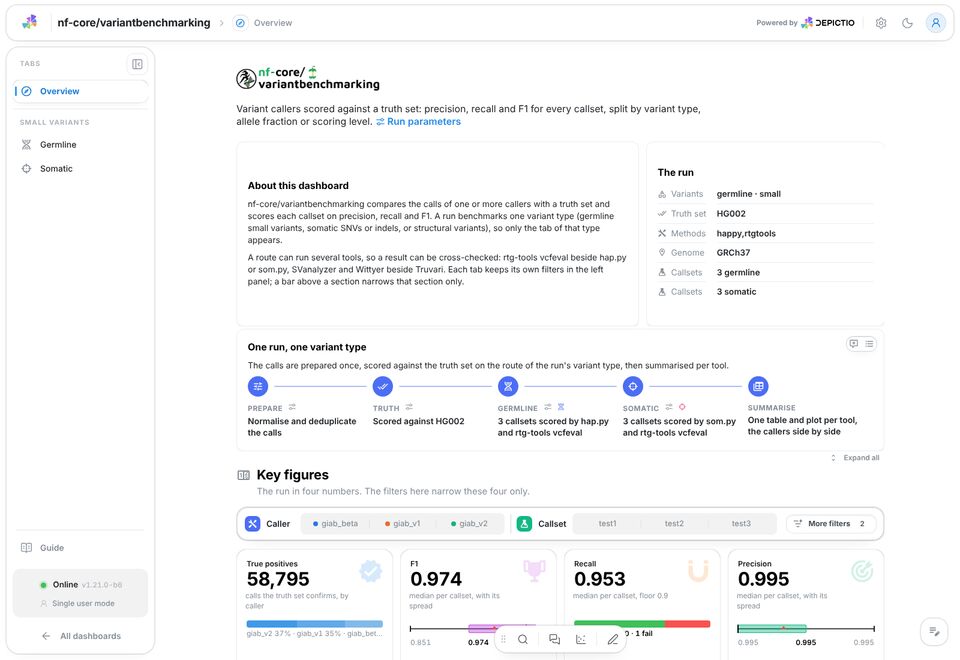 nf-core/variantbenchmarking
Overview
Powered by DEPICTIO
TABS
Overview
SMALL VARIANTS
Germline
Somatic
Guide
Online v1.21.0-b6
Single user mode
All dashboards
nf-core/
variantbenchmarking
Variant callers scored against a truth set: precision, recall and F1 for every callset, split by variant type,
allele fraction or scoring level. Run parameters
About this dashboard
nf-core/variantbenchmarking compares the calls of one or more callers with a truth set and
scores each callset on precision, recall and F1. A run benchmarks one variant type (germline
small variants, somatic SNVs or indels, or structural variants), so only the tab of that type
appears.
A route can run several tools, so a result can be cross-checked: rtg-tools vcfeval beside hap.py
or som.py, SVanalyzer and Wittyer beside Truvari. Each tab keeps its own filters in the left
panel; a bar above a section narrows that section only.
The run
Variants germline · small
Truth set HG002
Methods happy,rtgtools
Genome GRCh37
Callsets 3 germline
Callsets 3 somatic
One run, one variant type
The calls are prepared once, scored against the truth set on the route of the run's variant type, then summarised per tool.
PREPARE
Normalise and deduplicate
the calls
TRUTH
Scored against HG002
GERMLINE
3 callsets scored by hap.py
and rtg-tools vcfeval
SOMATIC
3 callsets scored by som.py
and rtg-tools vcfeval
SUMMARISE
One table and plot per tool,
the callers side by side
Expand all
Key figures
The run in four numbers. The filters here narrow these four only.
Caller giab_beta giab_v1 giab_v2 Callset test1 test2 test3 More filters 2
True positives
58,795
calls the truth set confirms, by
caller
giab_v2 37% · giab_v1 35% · giab_bet...
F1
0.974
median per callset, with its
spread
0.851 0.974
Recall
0.953
median per callset, floor 0.9
0 · 1 fail
Precision
0.995
median per callset, with its
spread
0.995 0.995 0.995